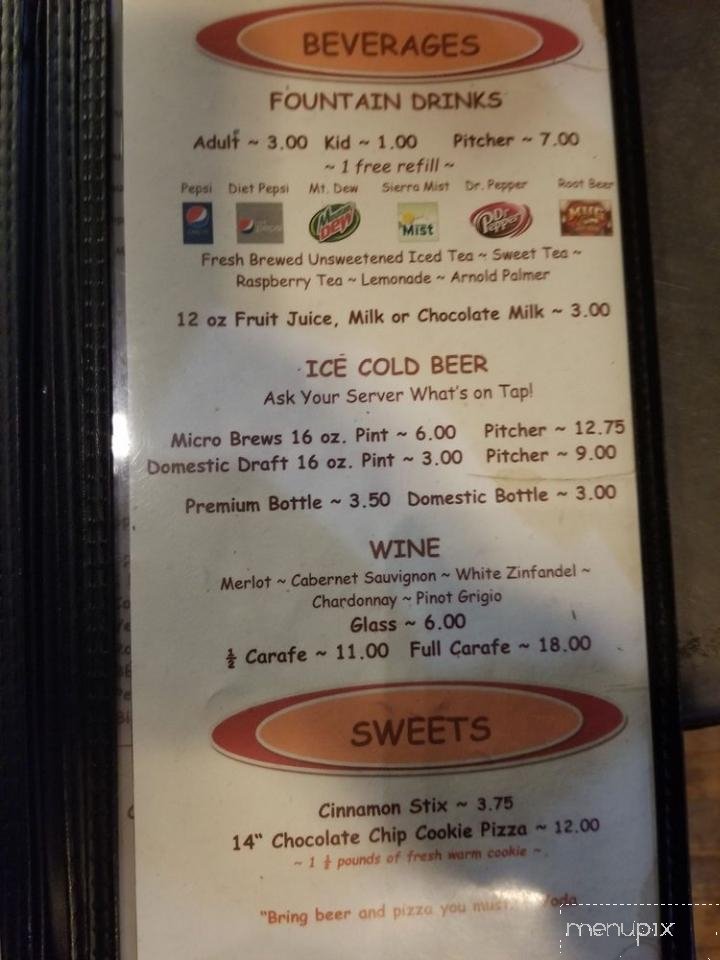 BEVERAGES
FOUNTAIN DRINKS
Adult ~ 3.00 Kid ~ 1.00 Pitcher ~ 7.00
~ 1 free refill ~
Pepsi Diet Pepsi Mt. Dew Sierra Mist Dr. Pepper Root Beer
DEW Mist Dr Pepper MUG
Fresh Brewed Unsweetened Iced Tea ~ Sweet Tea ~
Raspberry Tea ~ Lemonade ~ Arnold Palmer
12 oz Fruit Juice, Milk or Chocolate Milk ~ 3.00
ICE COLD BEER
Ask Your Server What's on Tap!
Micro Brews 16 oz. Pint ~ 6.00 Pitcher ~ 12.75
Domestic Draft 16 oz. Pint ~ 3.00 Pitcher ~ 9.00
Premium Bottle ~ 3.50 Domestic Bottle ~ 3.00
WINE
Merlot ~ Cabernet Sauvignon ~ White Zinfandel ~
Chardonnay ~ Pinot Grigio
Glass ~ 6.00
½ Carafe ~ 11.00 Full Carafe ~ 18.00
SWEETS
Cinnamon Stix ~ 3.75
14" Chocolate Chip Cookie Pizza ~ 12.00
~ 1 ½ pounds of fresh warm cookie ~
"Bring beer and pizza you must." Yoda
menupix